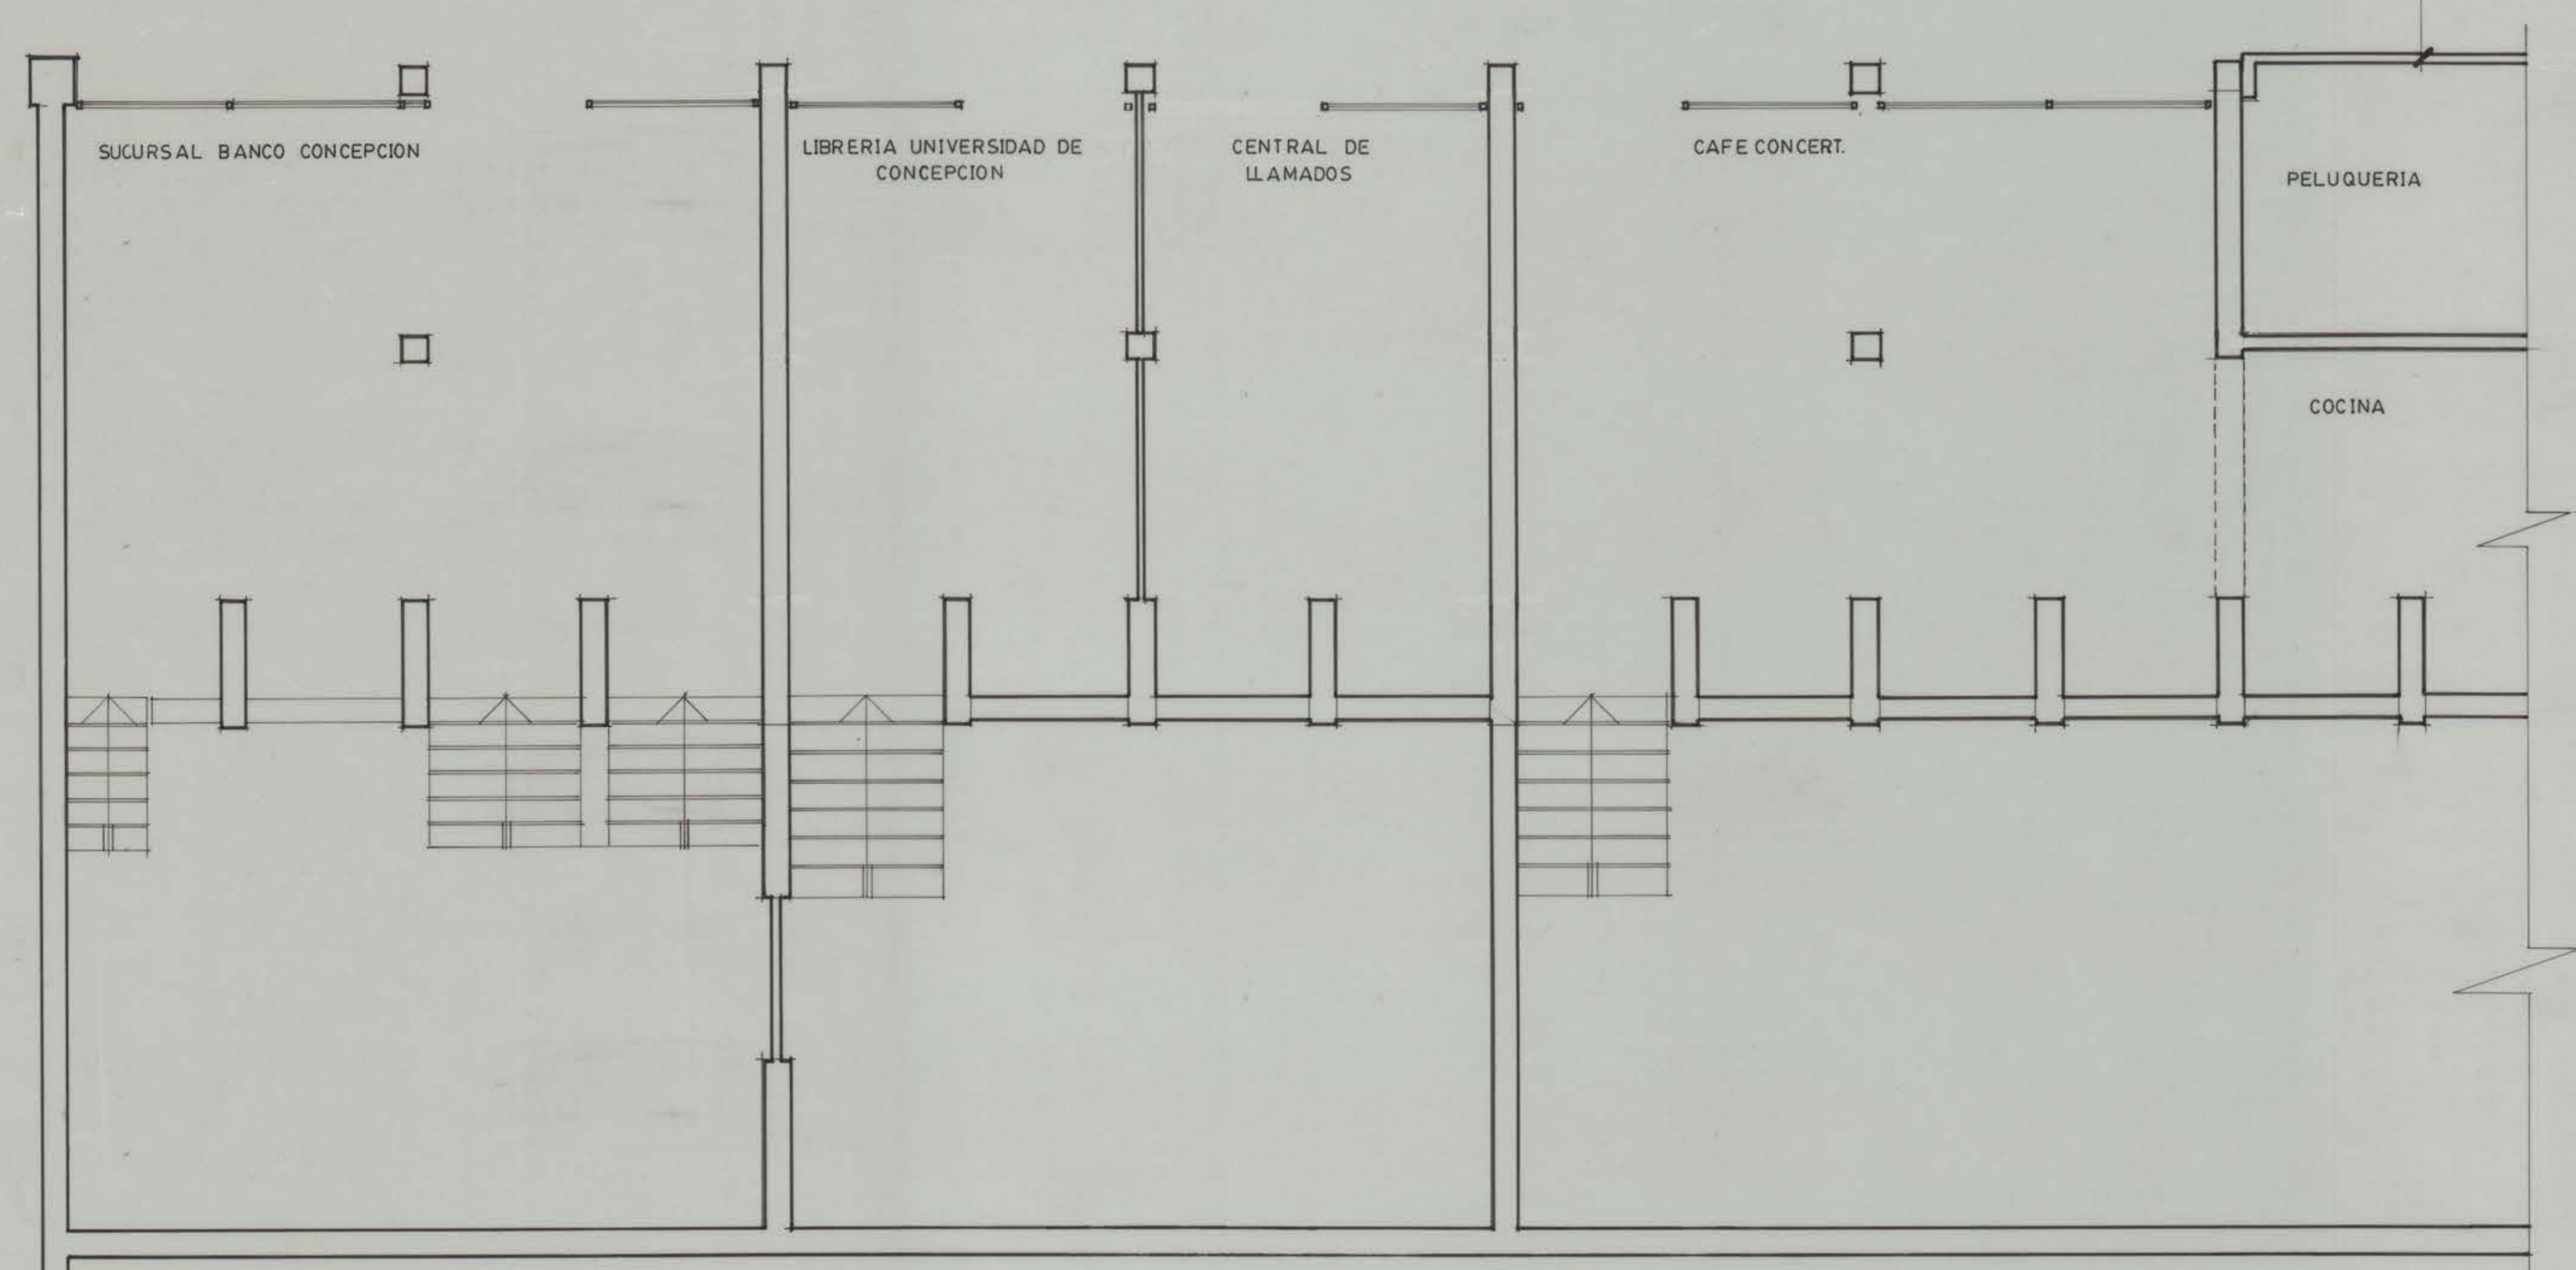 SUCURSAL BANCO CONCEPCION
LIBRERIA UNIVERSIDAD DE
CONCEPCION
CENTRAL DE
LLAMADOS
CAFE CONCERT.
PELUQUERIA
COCINA